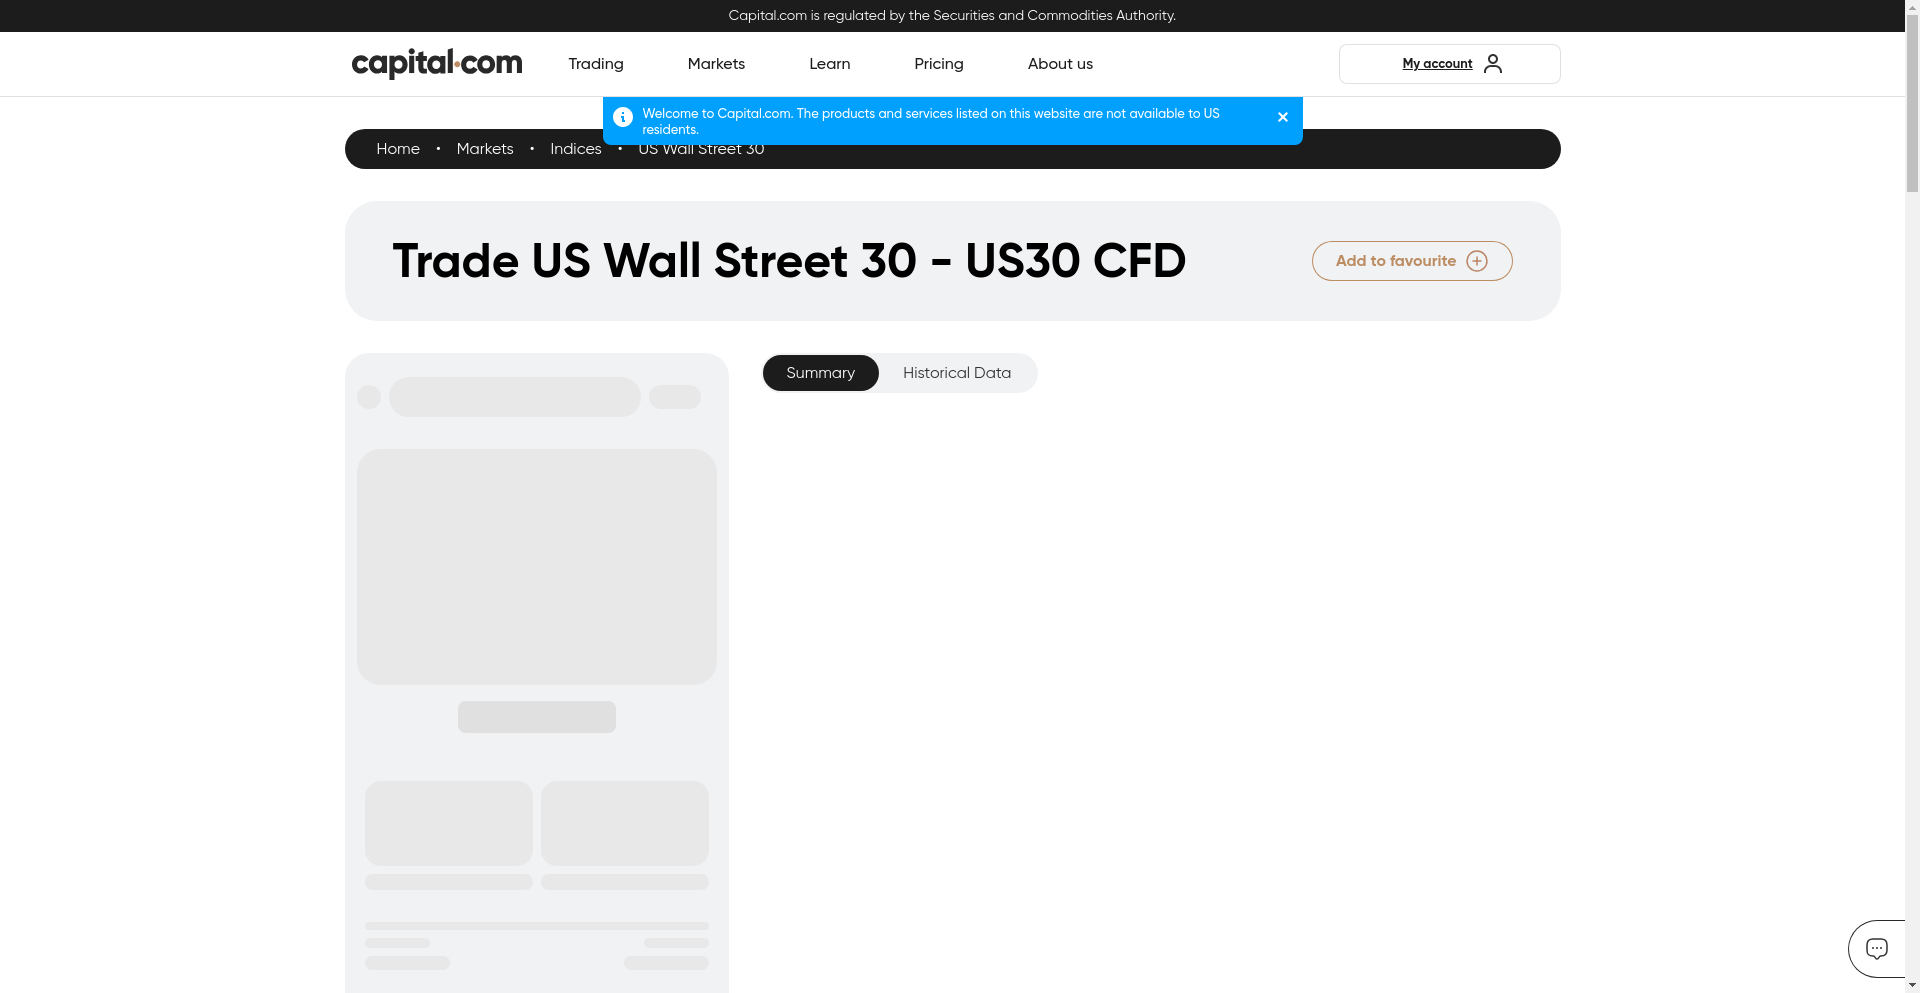 Capital.com is regulated by the Securities and Commodities Authority.
capital.com
Trading
Markets
Learn
Pricing
About us
My account
Welcome to Capital.com. The products and services listed on this website are not available to US
residents.
Home • Markets • Indices • US Wall Street 30
Trade US Wall Street 30 - US30 CFD
Add to favourite
Summary
Historical Data